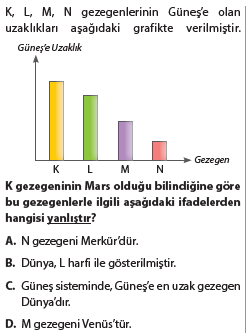 K, L, M, N gezegenlerinin Güneş'e olan
uzaklıkları aşağıdaki grafikte verilmiştir.
Güneş'e Uzaklık
K L M N
Gezegen
K gezegeninin Mars olduğu bilindiğine göre
bu gezegenlerle ilgili aşağıdaki ifadelerden
hangisi yanlıştır?
A. N gezegeni Merkür'dür.
B. Dünya, L harfi ile gösterilmiştir.
C. Güneş sisteminde, Güneş'e en uzak gezegen
Dünya'dır.
D. M gezegeni Venüs'tür.